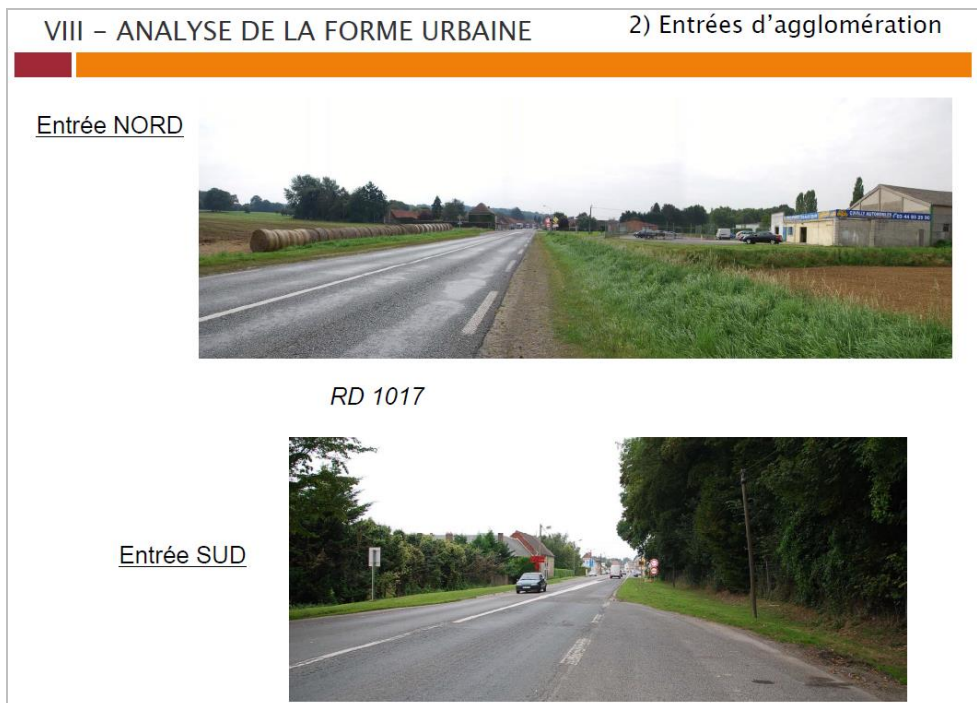 VIII – ANALYSE DE LA FORME URBAINE
2) Entrées d'agglomération
Entrée NORD
RD 1017
Entrée SUD